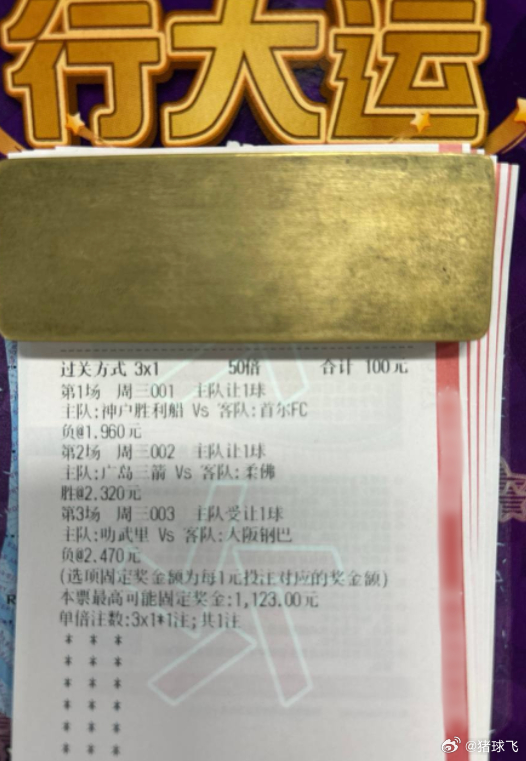 行大运
过关方式 3x1 50倍 合计 100元
第1场 周三001 主队让1球
主队:神户胜利船 Vs 客队:首尔FC
负@1.960元
第2场 周三002 主队让1球
主队:广岛三箭 Vs 客队:柔佛
胜@2.320元
第3场 周三003 主队受让1球
主队:叻武里 Vs 客队:大阪钢巴
负@2.470元
(选项固定奖金额为每1元投注对应的奖金额)
本票最高可能固定奖金:1,123.00元
单倍注数:3x1*1注;共1注
* * *
* * *
* * *
* * *
* * *
* * *
@猪球飞